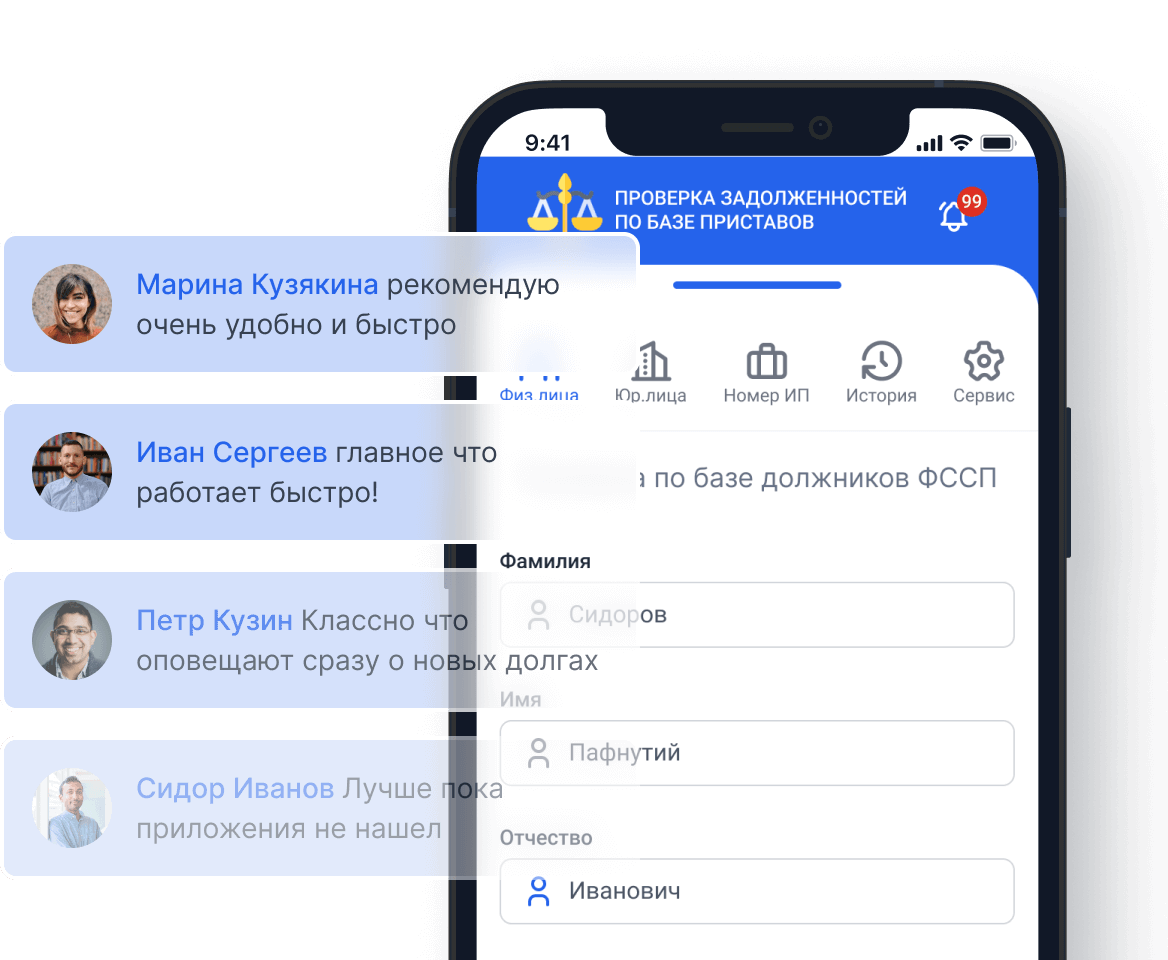 9:41
ПРОВЕРКА ЗАДОЛЖЕННОСТЕЙ
ПО БАЗЕ ПРИСТАВОВ
99
Марина Кузякина рекомендую
очень удобно и быстро
Физ.лица
Юр.лица
Номер ИП
История
Сервис
Иван Сергеев главное что
работает быстро!
а по базе должников ФССП
Фамилия
Сидоров
Петр Кузин Классно что
оповещают сразу о новых долгах
Имя
Пафнутий
Сидор Иванов Лучше пока
приложения не нашел
Отчество
Иванович